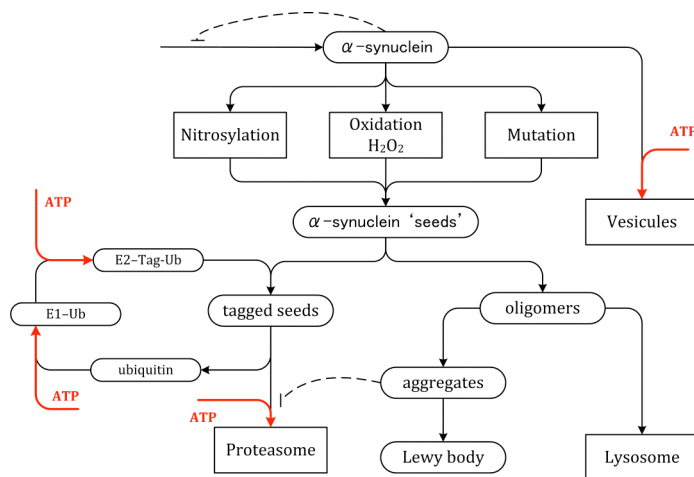 α-synuclein
Nitrosylation
Oxidation
H₂O₂
Mutation
ATP
α-synuclein ‘seeds’
Vesicules
ATP
E2–Tag-Ub
E1–Ub
tagged seeds
oligomers
ubiquitin
aggregates
ATP
ATP
Proteasome
Lewy body
Lysosome